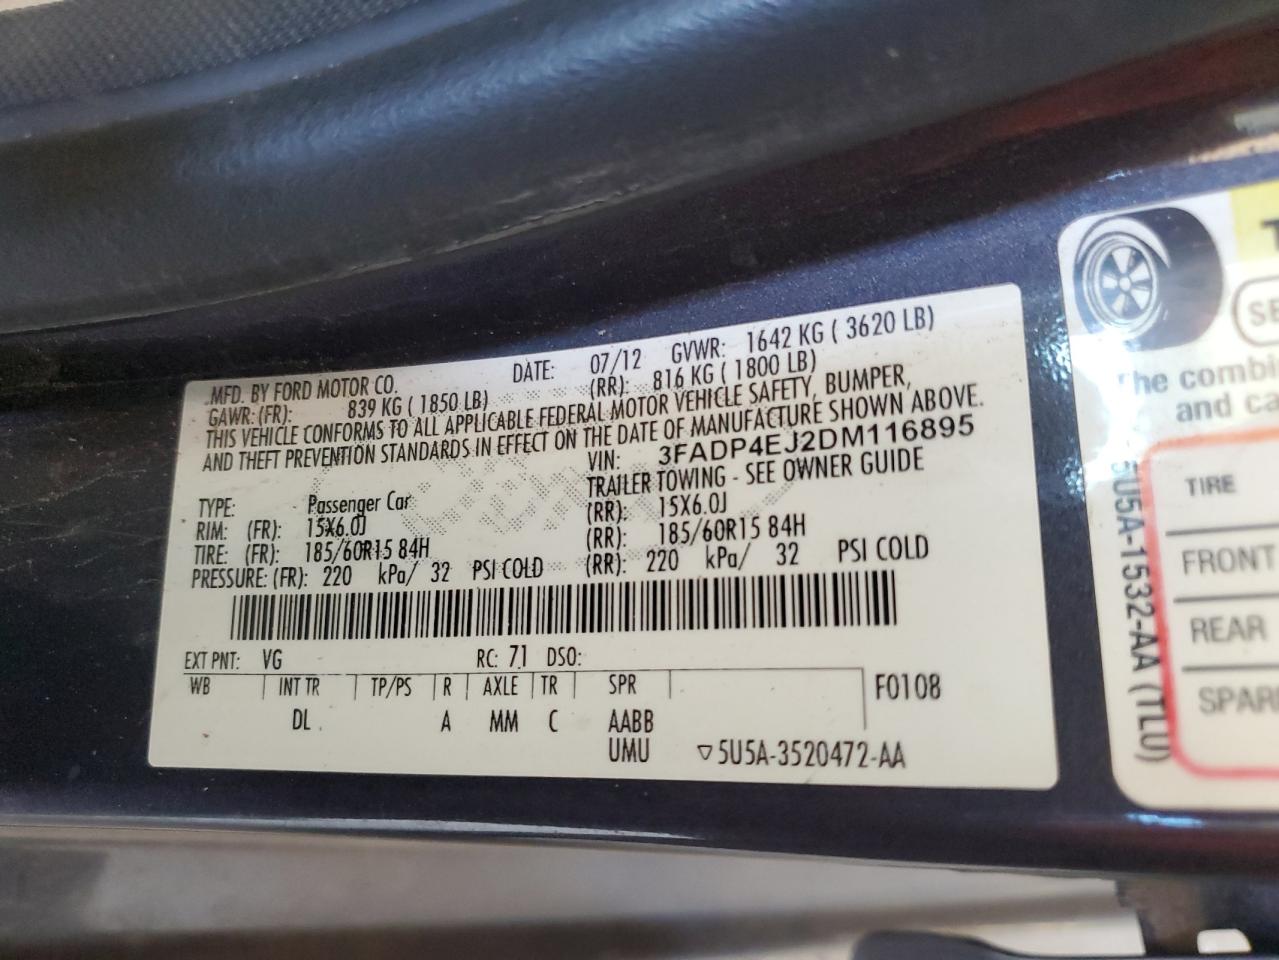 MFD. BY FORD MOTOR CO.
DATE: 07/12 GVWR: 1642 KG ( 3620 LB)
GAWR: (FR): 839 KG ( 1850 LB) (RR): 816 KG ( 1800 LB)
THIS VEHICLE CONFORMS TO ALL APPLICABLE FEDERAL MOTOR VEHICLE SAFETY, BUMPER,
AND THEFT PREVENTION STANDARDS IN EFFECT ON THE DATE OF MANUFACTURE SHOWN ABOVE.
VIN: 3FADP4EJ2DM116895
TRAILER TOWING - SEE OWNER GUIDE
TYPE: Passenger Car
RIM: (FR): 15X6.0J (RR): 15X6.0J
TIRE: (FR): 185/60R15 84H (RR): 185/60R15 84H
PRESSURE: (FR): 220 kPa/ 32 PSI COLD (RR): 220 kPa/ 32 PSI COLD
EXT PNT: VG RC: 71 DSO:
WB INT TR TP/PS R AXLE TR SPR F0108
DL A MM C AABB
UMU ▽5U5A-3520472-AA
5U5A-1532-AA (TL0)
The
and
TIRE
FRONT
REAR